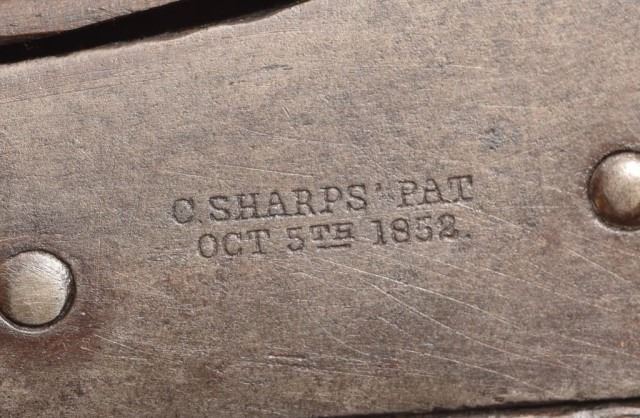 C. SHARPS' PAT
OCT 5TH 1852.